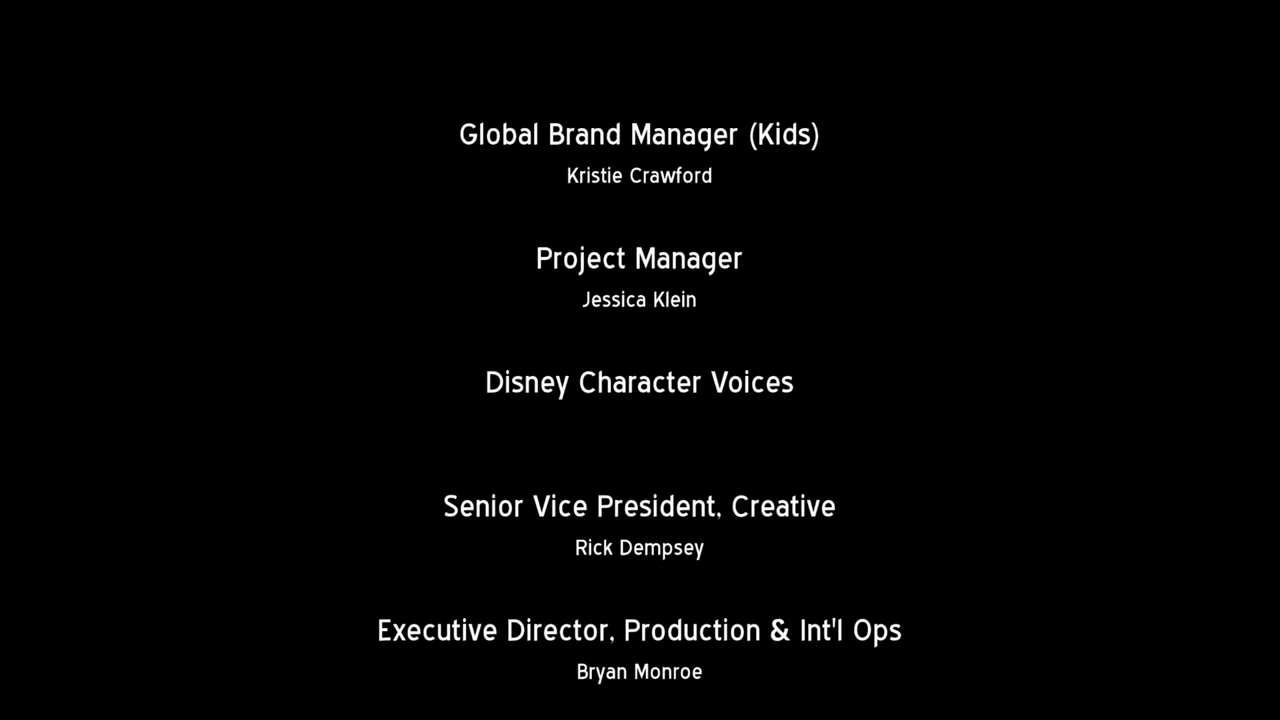 Global Brand Manager (Kids)
Kristie Crawford
Project Manager
Jessica Klein
Disney Character Voices
Senior Vice President, Creative
Rick Dempsey
Executive Director, Production & Int'l Ops
Bryan Monroe